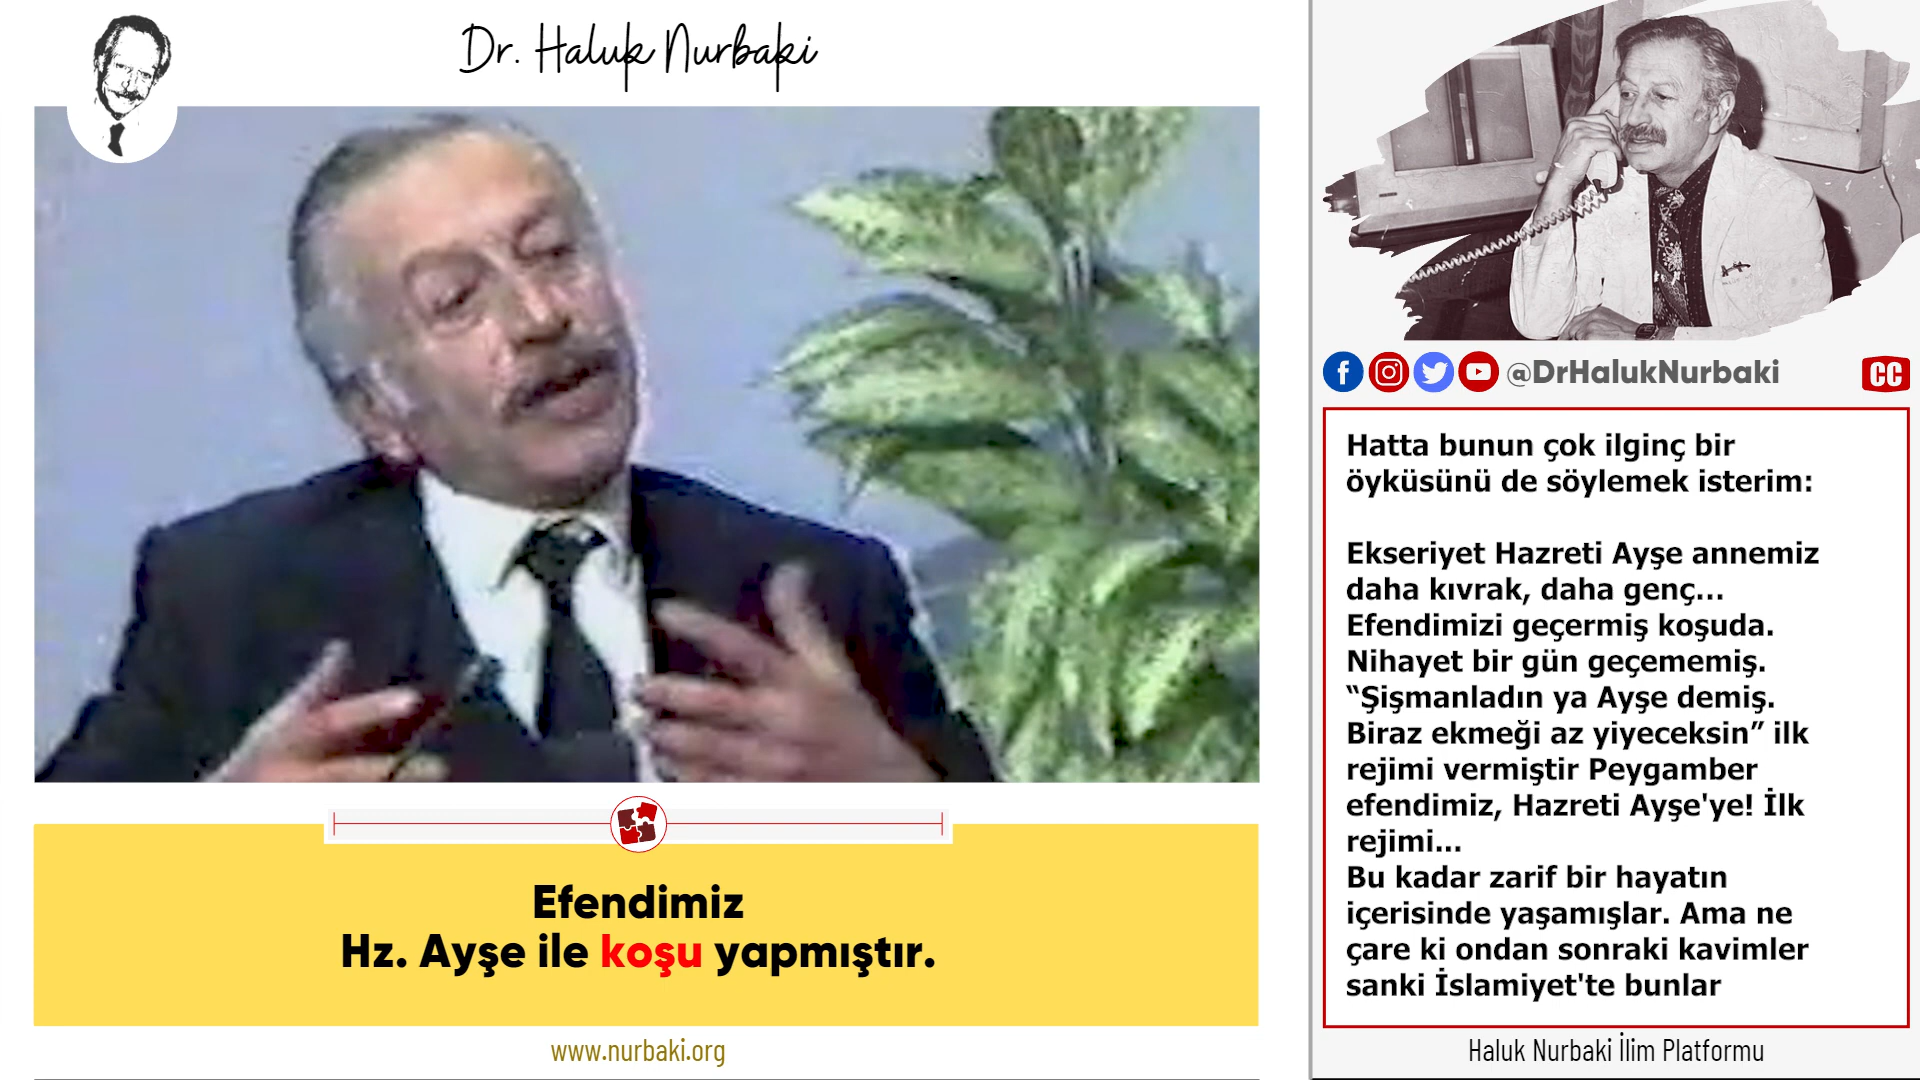 Dr. Haluk Nurbaki
Efendimiz
Hz. Ayşe ile koşu yapmıştır.
www.nurbaki.org
@DrHalukNurbaki
CC
Hatta bunun çok ilginç bir
öyküsünü de söylemek isterim:
Ekseriyet Hazreti Ayşe annemiz
daha kıvrak, daha genç...
Efendimizi geçermiş koşuda.
Nihayet bir gün geçememiş.
“Şişmanladın ya Ayşe demiş.
Biraz ekmeği az yiyeceksin” ilk
rejimi vermiştir Peygamber
efendimiz, Hazreti Ayşe'ye! İlk
rejimi...
Bu kadar zarif bir hayatın
içerisinde yaşamışlar. Ama ne
çare ki ondan sonraki kavimler
sanki İslamiyet'te bunlar
Haluk Nurbaki İlim Platformu